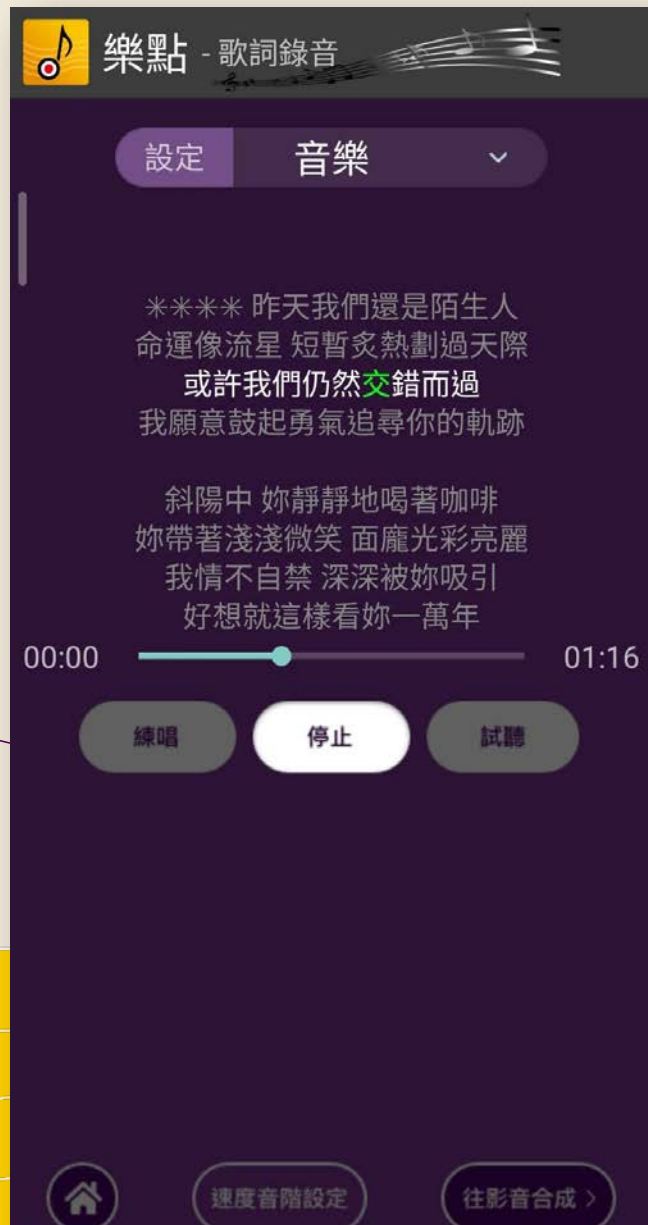 樂點 - 歌詞錄音
設定 音樂
**** 昨天我們還是陌生人
命運像流星 短暫炙熱劃過天際
或許我們仍然交錯而過
我願意鼓起勇氣追尋你的軌跡
斜陽中 妳靜靜地喝著咖啡
妳帶著淺淺微笑 面龐光彩亮麗
我情不自禁 深深被妳吸引
好想就這樣看妳一萬年
00:00 01:16
練唱 停止 試聽
速度音階設定 往影音合成 >